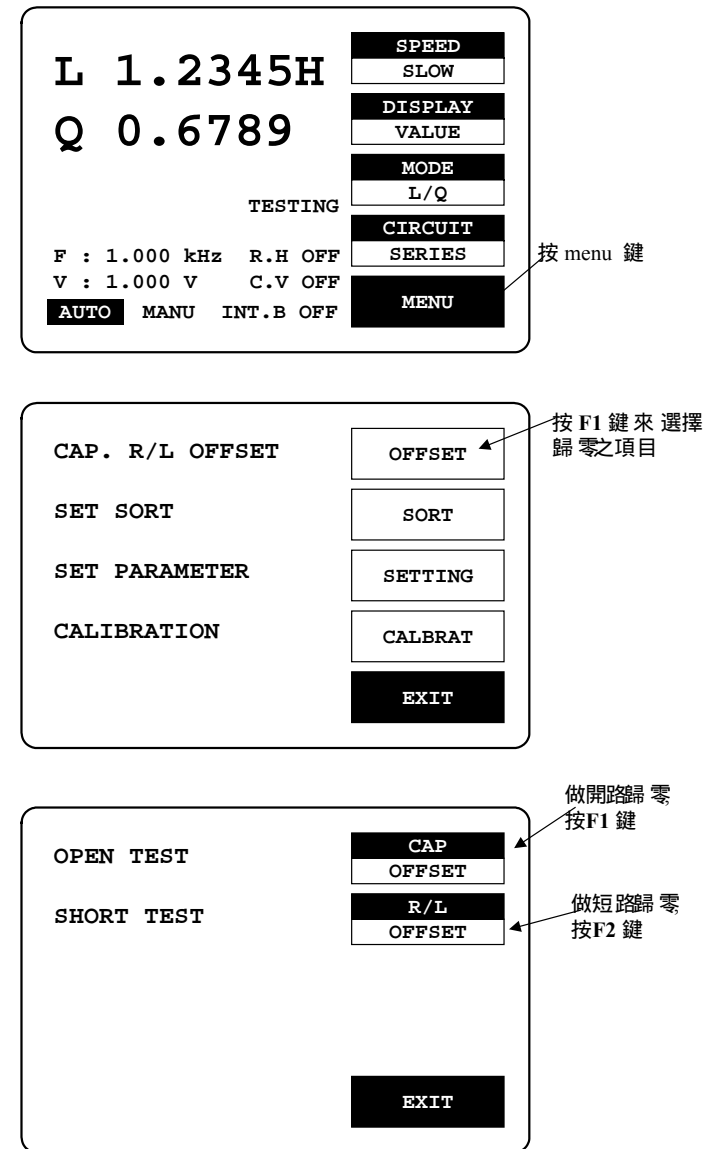 L 1.2345H
Q 0.6789
TESTING
F : 1.000 kHz R.H OFF
V : 1.000 V C.V OFF
AUTO MANU INT.B OFF
SPEED
SLOW
DISPLAY
VALUE
MODE
L/Q
CIRCUIT
SERIES
MENU
按 menu 鍵
CAP. R/L OFFSET
OFFSET
SET SORT
SORT
SET PARAMETER
SETTING
CALIBRATION
CALBRAT
EXIT
按 F1 鍵 來 選擇
歸 零之項目
OPEN TEST
CAP
OFFSET
SHORT TEST
R/L
OFFSET
EXIT
做開路歸 零,
按F1 鍵
做短路歸 零,
按F2 鍵